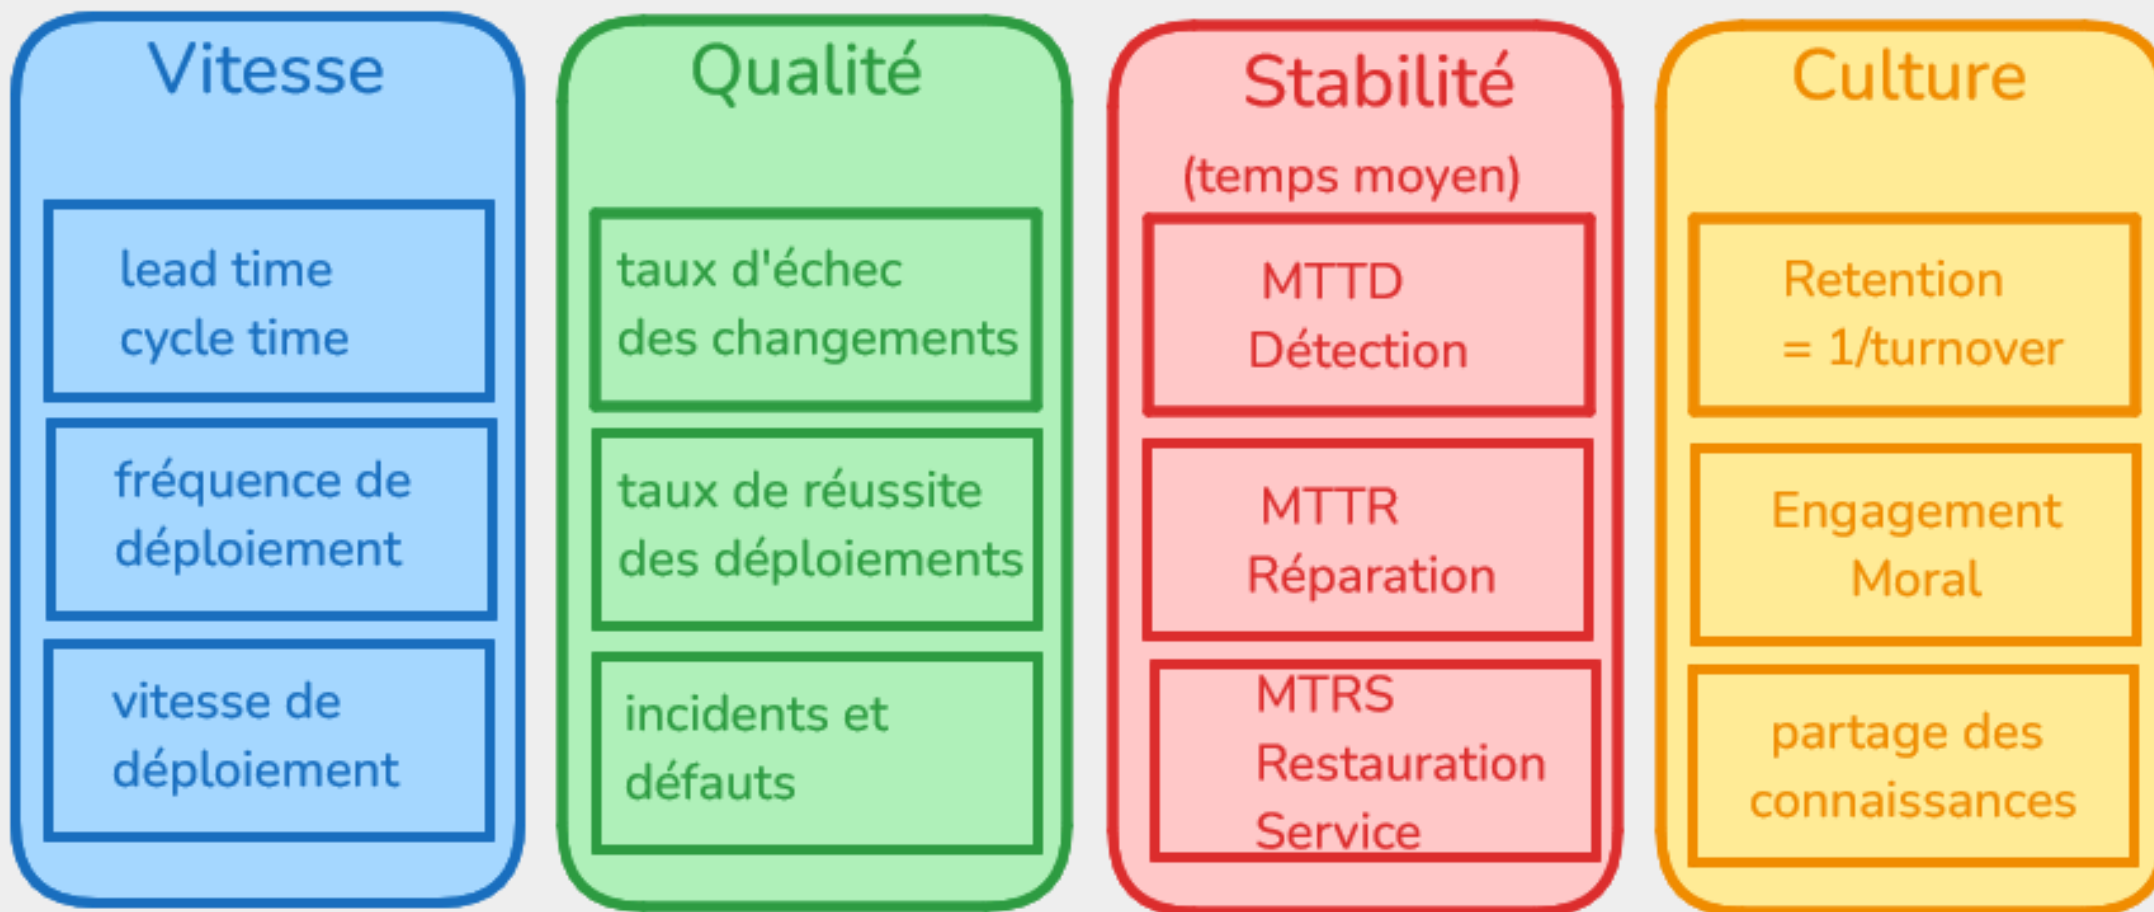 Vitesse
lead time
cycle time
fréquence de
déploiement
vitesse de
déploiement
Qualité
taux d'échec
des changements
taux de réussite
des déploiements
incidents et
défauts
Stabilité
(temps moyen)
MTTD
Détection
MTTR
Réparation
MTRS
Restauration
Service
Culture
Retention
= 1/turnover
Engagement
Moral
partage des
connaissances